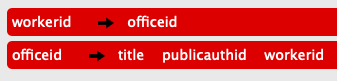 workerid → officeid
officeid → title publicauthid workerid